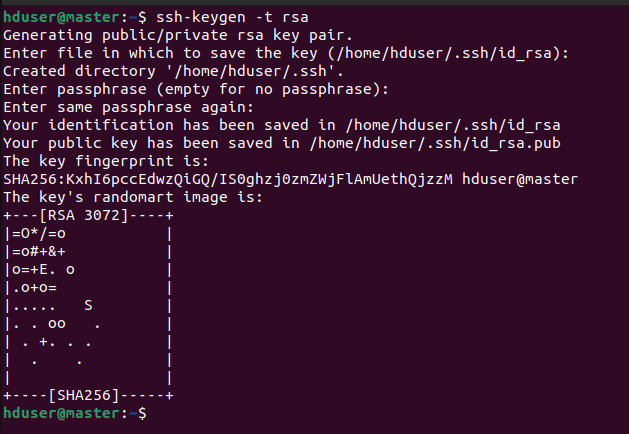 hduser@master:~$ ssh-keygen -t rsa
Generating public/private rsa key pair.
Enter file in which to save the key (/home/hduser/.ssh/id_rsa):
Created directory '/home/hduser/.ssh'.
Enter passphrase (empty for no passphrase):
Enter same passphrase again:
Your identification has been saved in /home/hduser/.ssh/id_rsa
Your public key has been saved in /home/hduser/.ssh/id_rsa.pub
The key fingerprint is:
SHA256:KxhI6pccEdwzQiGQ/IS0ghzj0zmZWjFlAmUethQjzzM hduser@master
The key's randomart image is:
+---[RSA 3072]----+
|=O*/=o           |
|=o#+&+           |
|o=+E. o          |
|.o+o=            |
|.....   S        |
|. . oo   .       |
| . +. . .        |
|  .    .         |
|                 |
+----[SHA256]-----+
hduser@master:~$